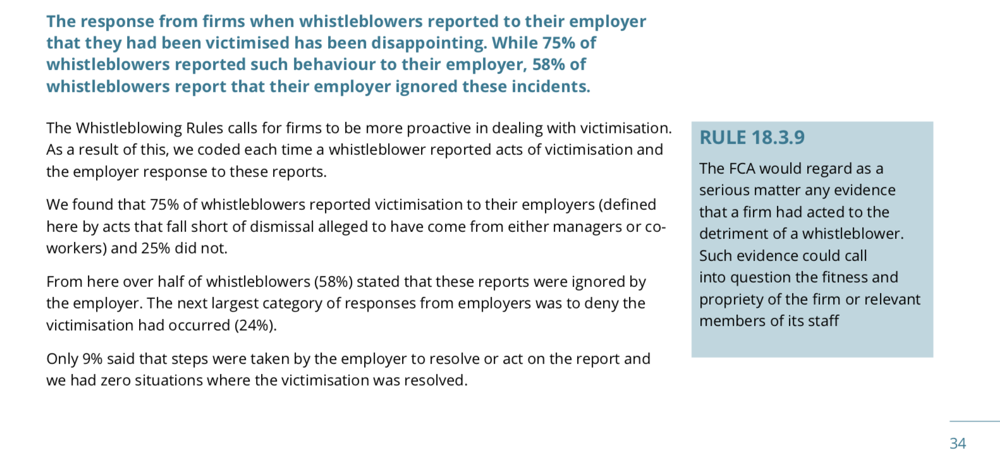 The response from firms when whistleblowers reported to their employer
that they had been victimised has been disappointing. While 75% of
whistleblowers reported such behaviour to their employer, 58% of
whistleblowers report that their employer ignored these incidents.
The Whistleblowing Rules calls for firms to be more proactive in dealing with victimisation.
As a result of this, we coded each time a whistleblower reported acts of victimisation and
the employer response to these reports.
We found that 75% of whistleblowers reported victimisation to their employers (defined
here by acts that fall short of dismissal alleged to have come from either managers or co-
workers) and 25% did not.
From here over half of whistleblowers (58%) stated that these reports were ignored by
the employer. The next largest category of responses from employers was to deny the
victimisation had occurred (24%).
Only 9% said that steps were taken by the employer to resolve or act on the report and
we had zero situations where the victimisation was resolved.
RULE 18.3.9
The FCA would regard as a
serious matter any evidence
that a firm had acted to the
detriment of a whistleblower.
Such evidence could call
into question the fitness and
propriety of the firm or relevant
members of its staff
34